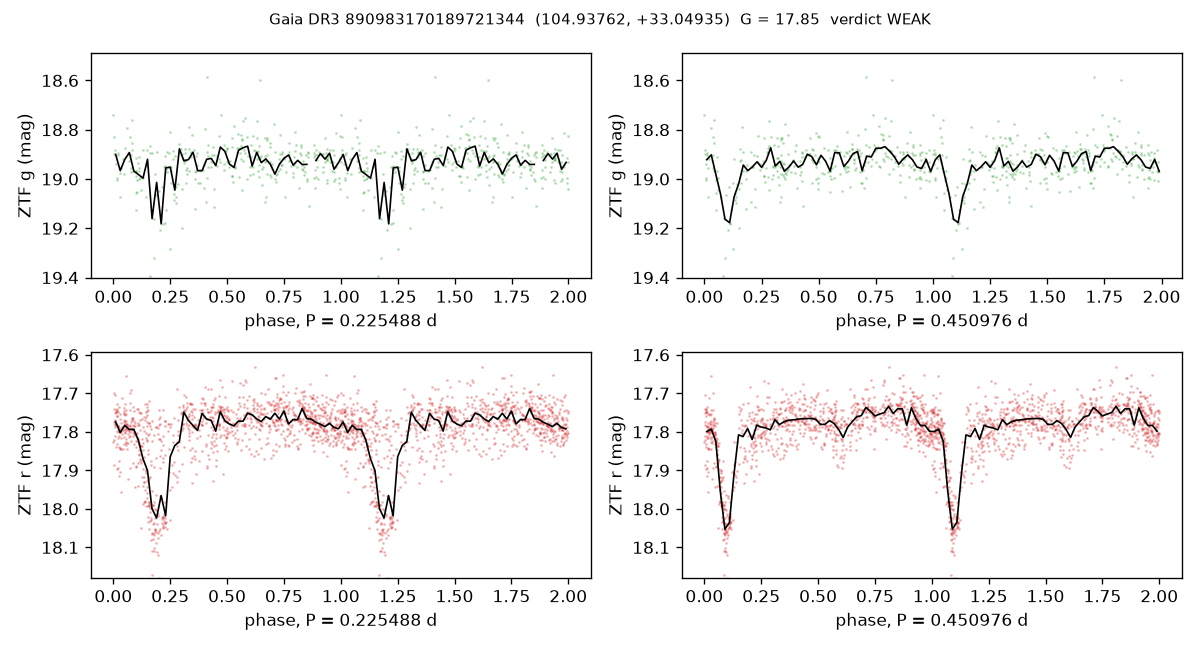 Gaia DR3 890983170189721344 (104.93762, +33.04935) G = 17.85 verdict WEAK
18.6
18.8
19.0
19.2
19.4
ZTF g (mag)
0.00 0.25 0.50 0.75 1.00 1.25 1.50 1.75 2.00
phase, P = 0.225488 d
18.6
18.8
19.0
19.2
19.4
ZTF g (mag)
0.00 0.25 0.50 0.75 1.00 1.25 1.50 1.75 2.00
phase, P = 0.450976 d
17.6
17.7
17.8
17.9
18.0
18.1
ZTF r (mag)
0.00 0.25 0.50 0.75 1.00 1.25 1.50 1.75 2.00
phase, P = 0.225488 d
17.6
17.7
17.8
17.9
18.0
18.1
ZTF r (mag)
0.00 0.25 0.50 0.75 1.00 1.25 1.50 1.75 2.00
phase, P = 0.450976 d